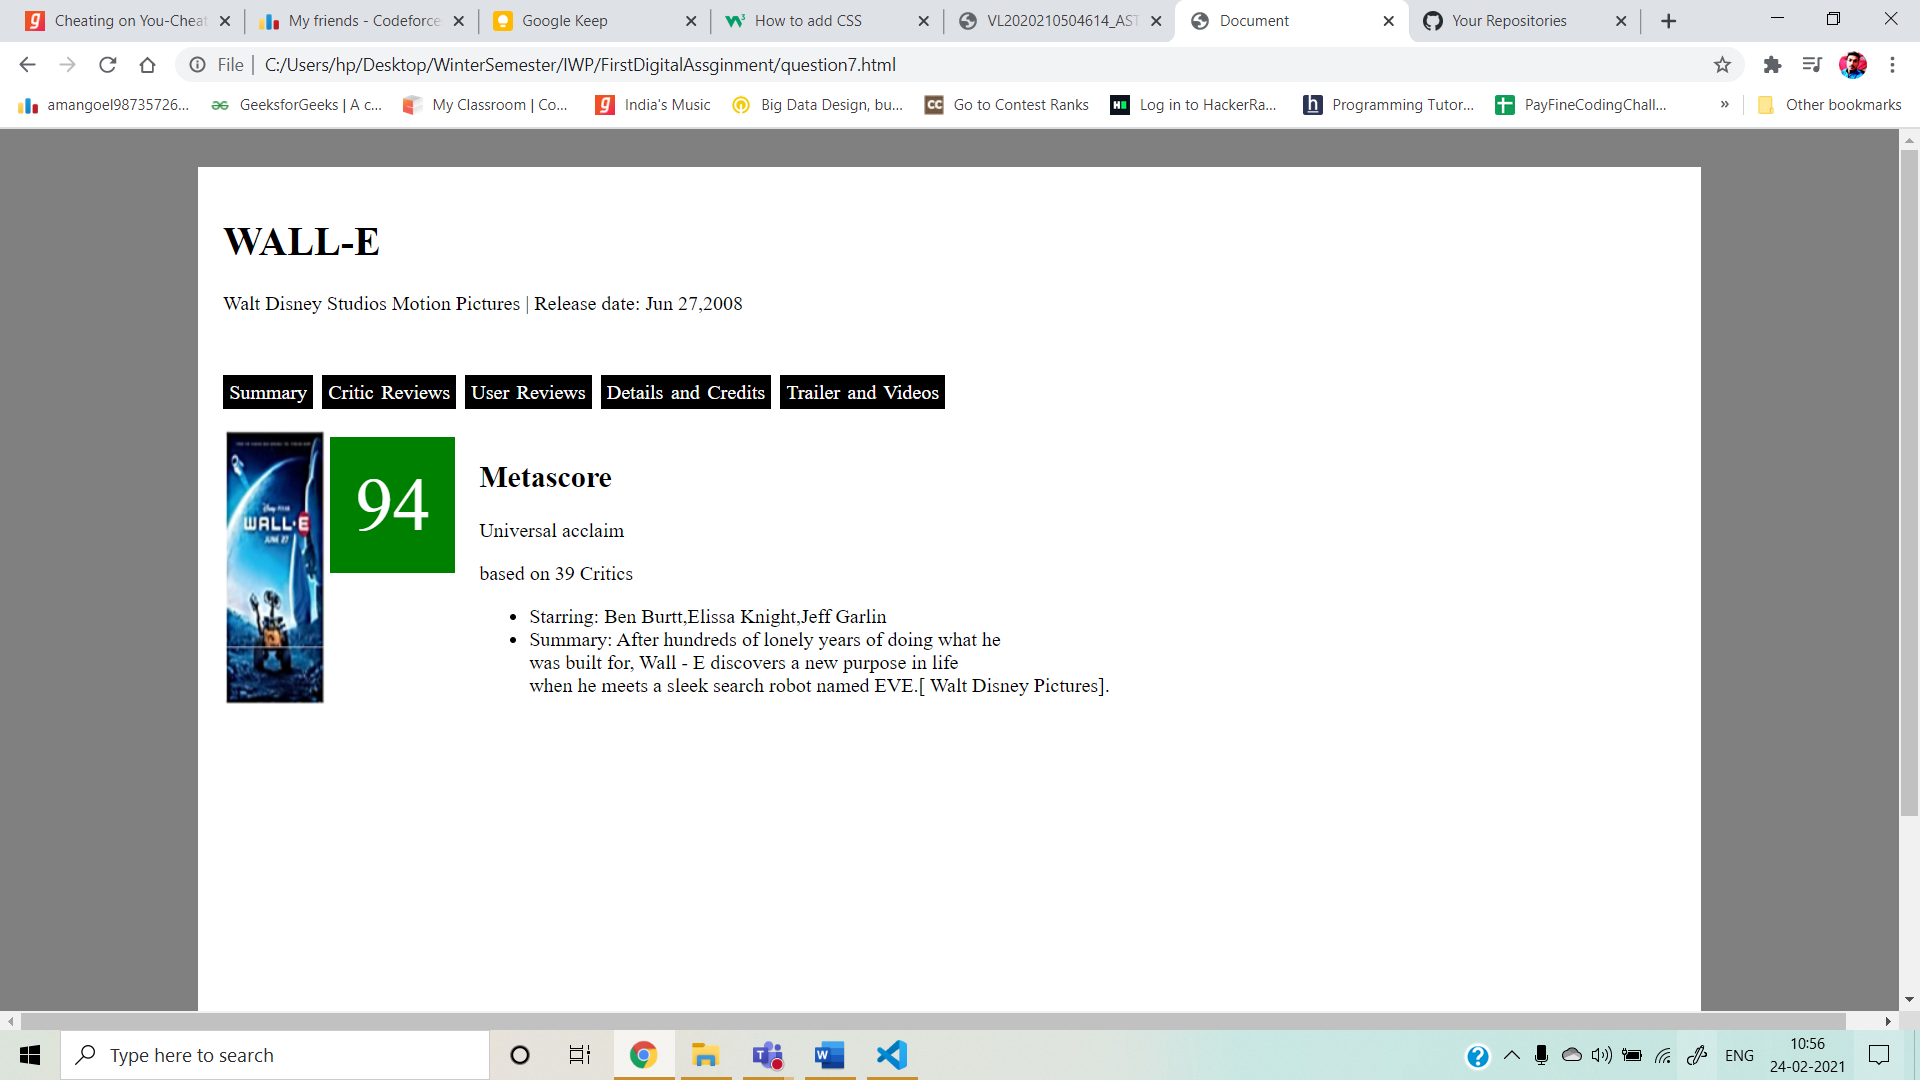 Cheating on You-Cheat
My friends - Codeforce
Google Keep
How to add CSS
VL2020210504614_AST
Document
Your Repositories
File | C:/Users/hp/Desktop/WinterSemester/IWP/FirstDigitalAssginment/question7.html
amangoel98735726...
GeeksforGeeks | A c...
My Classroom | Co...
India's Music
Big Data Design, bu...
CC
Go to Contest Ranks
Log in to HackerRa...
Programming Tutor...
PayFineCodingChall...
»
Other bookmarks
WALL-E
Walt Disney Studios Motion Pictures | Release date: Jun 27,2008
Summary
Critic Reviews
User Reviews
Details and Credits
Trailer and Videos
WALL·E
JUNE 27
94
Metascore
Universal acclaim
based on 39 Critics
• Starring: Ben Burtt,Elissa Knight,Jeff Garlin
• Summary: After hundreds of lonely years of doing what he
was built for, Wall - E discovers a new purpose in life
when he meets a sleek search robot named EVE.[ Walt Disney Pictures].
Type here to search
ENG
10:56
24-02-2021